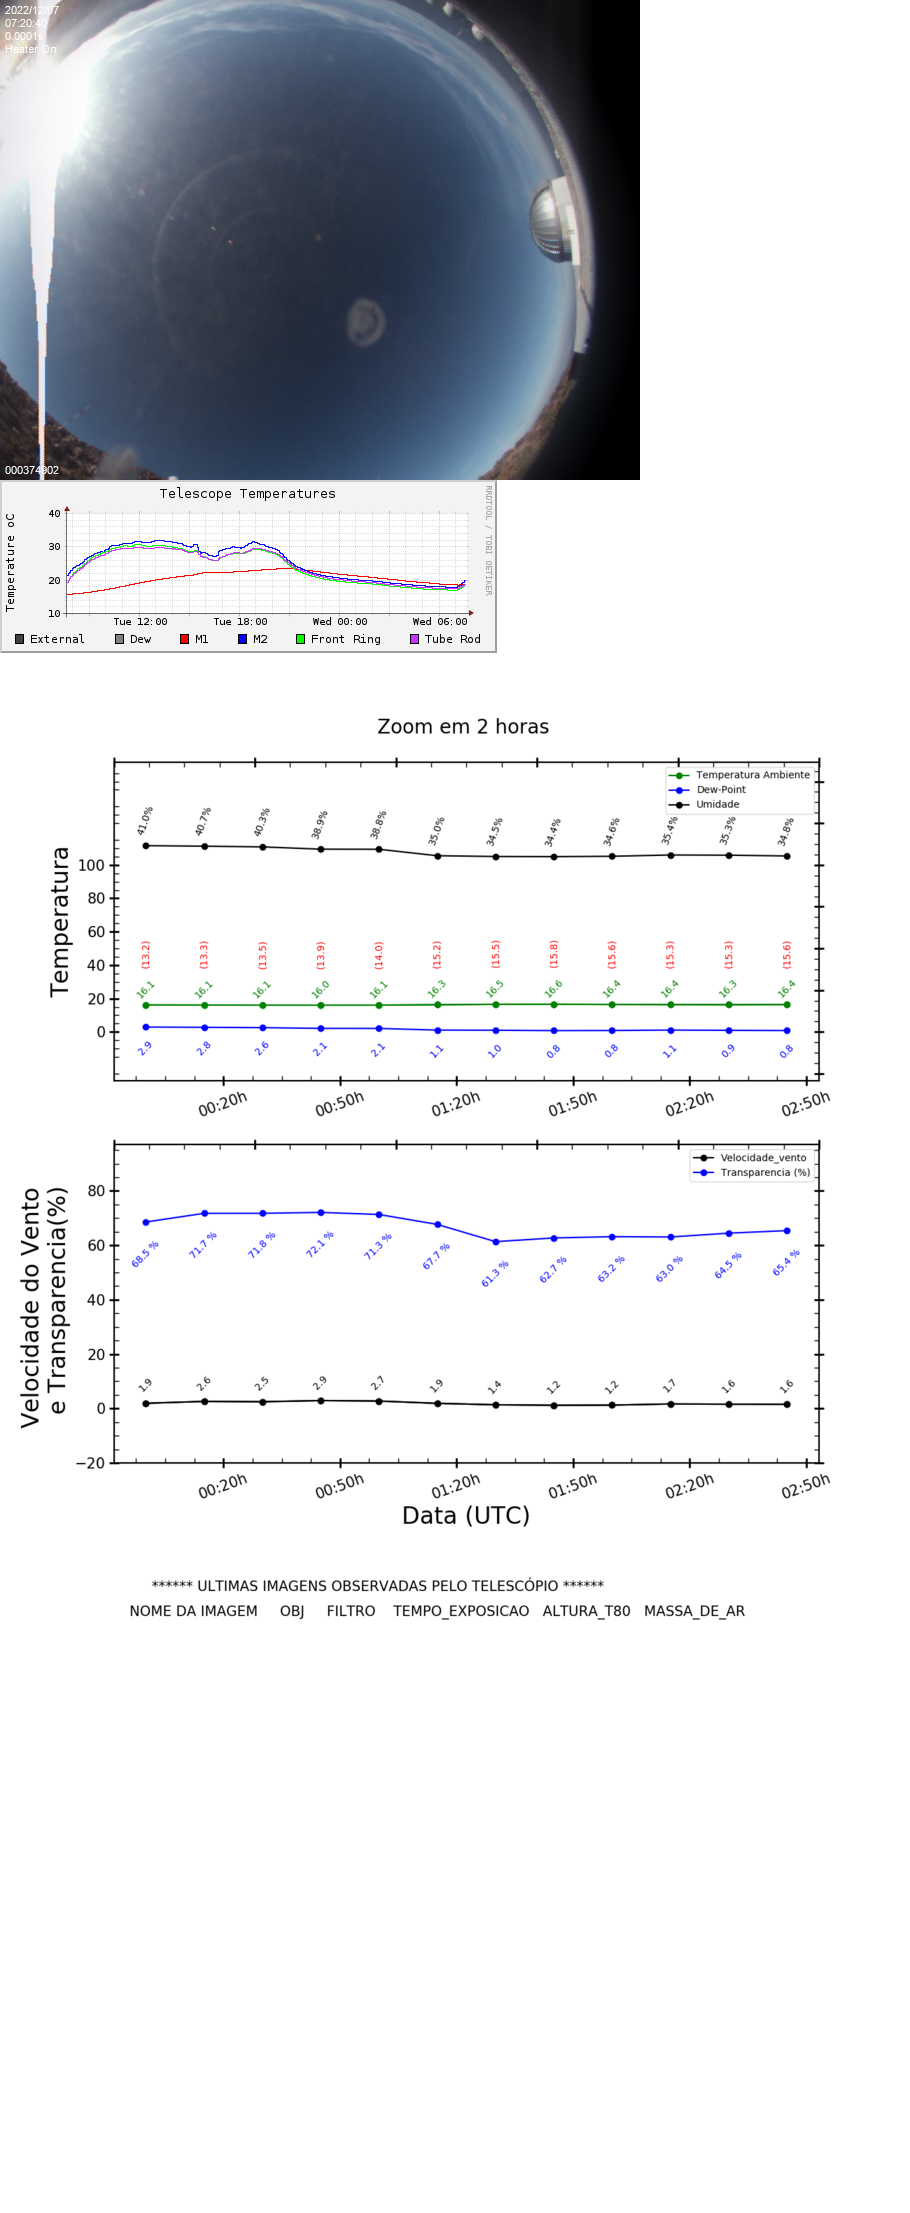 2022/12/07
07:20:40
0.0001s
Heater On
000374902
Telescope Temperatures
RRDTOOL / TOBI OETIKER
Temperature oC
40
30
20
10
Tue 12:00 Tue 18:00 Wed 00:00 Wed 06:00
External Dew M1 M2 Front Ring Tube Rod
Zoom em 2 horas
Temperatura Ambiente
Dew-Point
Umidade
41.0% 40.7% 40.3% 38.9% 38.8% 35.0% 34.5% 34.4% 34.6% 35.4% 35.3% 34.8%
Temperatura
100
80
60
40
20
0
(13.2) (13.3) (13.5) (13.9) (14.0) (15.2) (15.5) (15.8) (15.6) (15.3) (15.3) (15.6)
16.1 16.1 16.1 16.0 16.1 16.3 16.5 16.6 16.4 16.4 16.3 16.4
2.9 2.8 2.6 2.1 2.1 1.1 1.0 0.8 0.8 1.1 0.9 0.8
00:20h 00:50h 01:20h 01:50h 02:20h 02:50h
Velocidade_vento
Transparencia (%)
Velocidade do Vento
e Transparencia(%)
80
60
40
20
0
−20
68.5 % 71.7 % 71.8 % 72.1 % 71.3 % 67.7 % 61.3 % 62.7 % 63.2 % 63.0 % 64.5 % 65.4 %
1.9 2.6 2.5 2.9 2.7 1.9 1.4 1.2 1.2 1.7 1.6 1.6
00:20h 00:50h 01:20h 01:50h 02:20h 02:50h
Data (UTC)
****** ULTIMAS IMAGENS OBSERVADAS PELO TELESCÓPIO ******
NOME DA IMAGEM OBJ FILTRO TEMPO_EXPOSICAO ALTURA_T80 MASSA_DE_AR